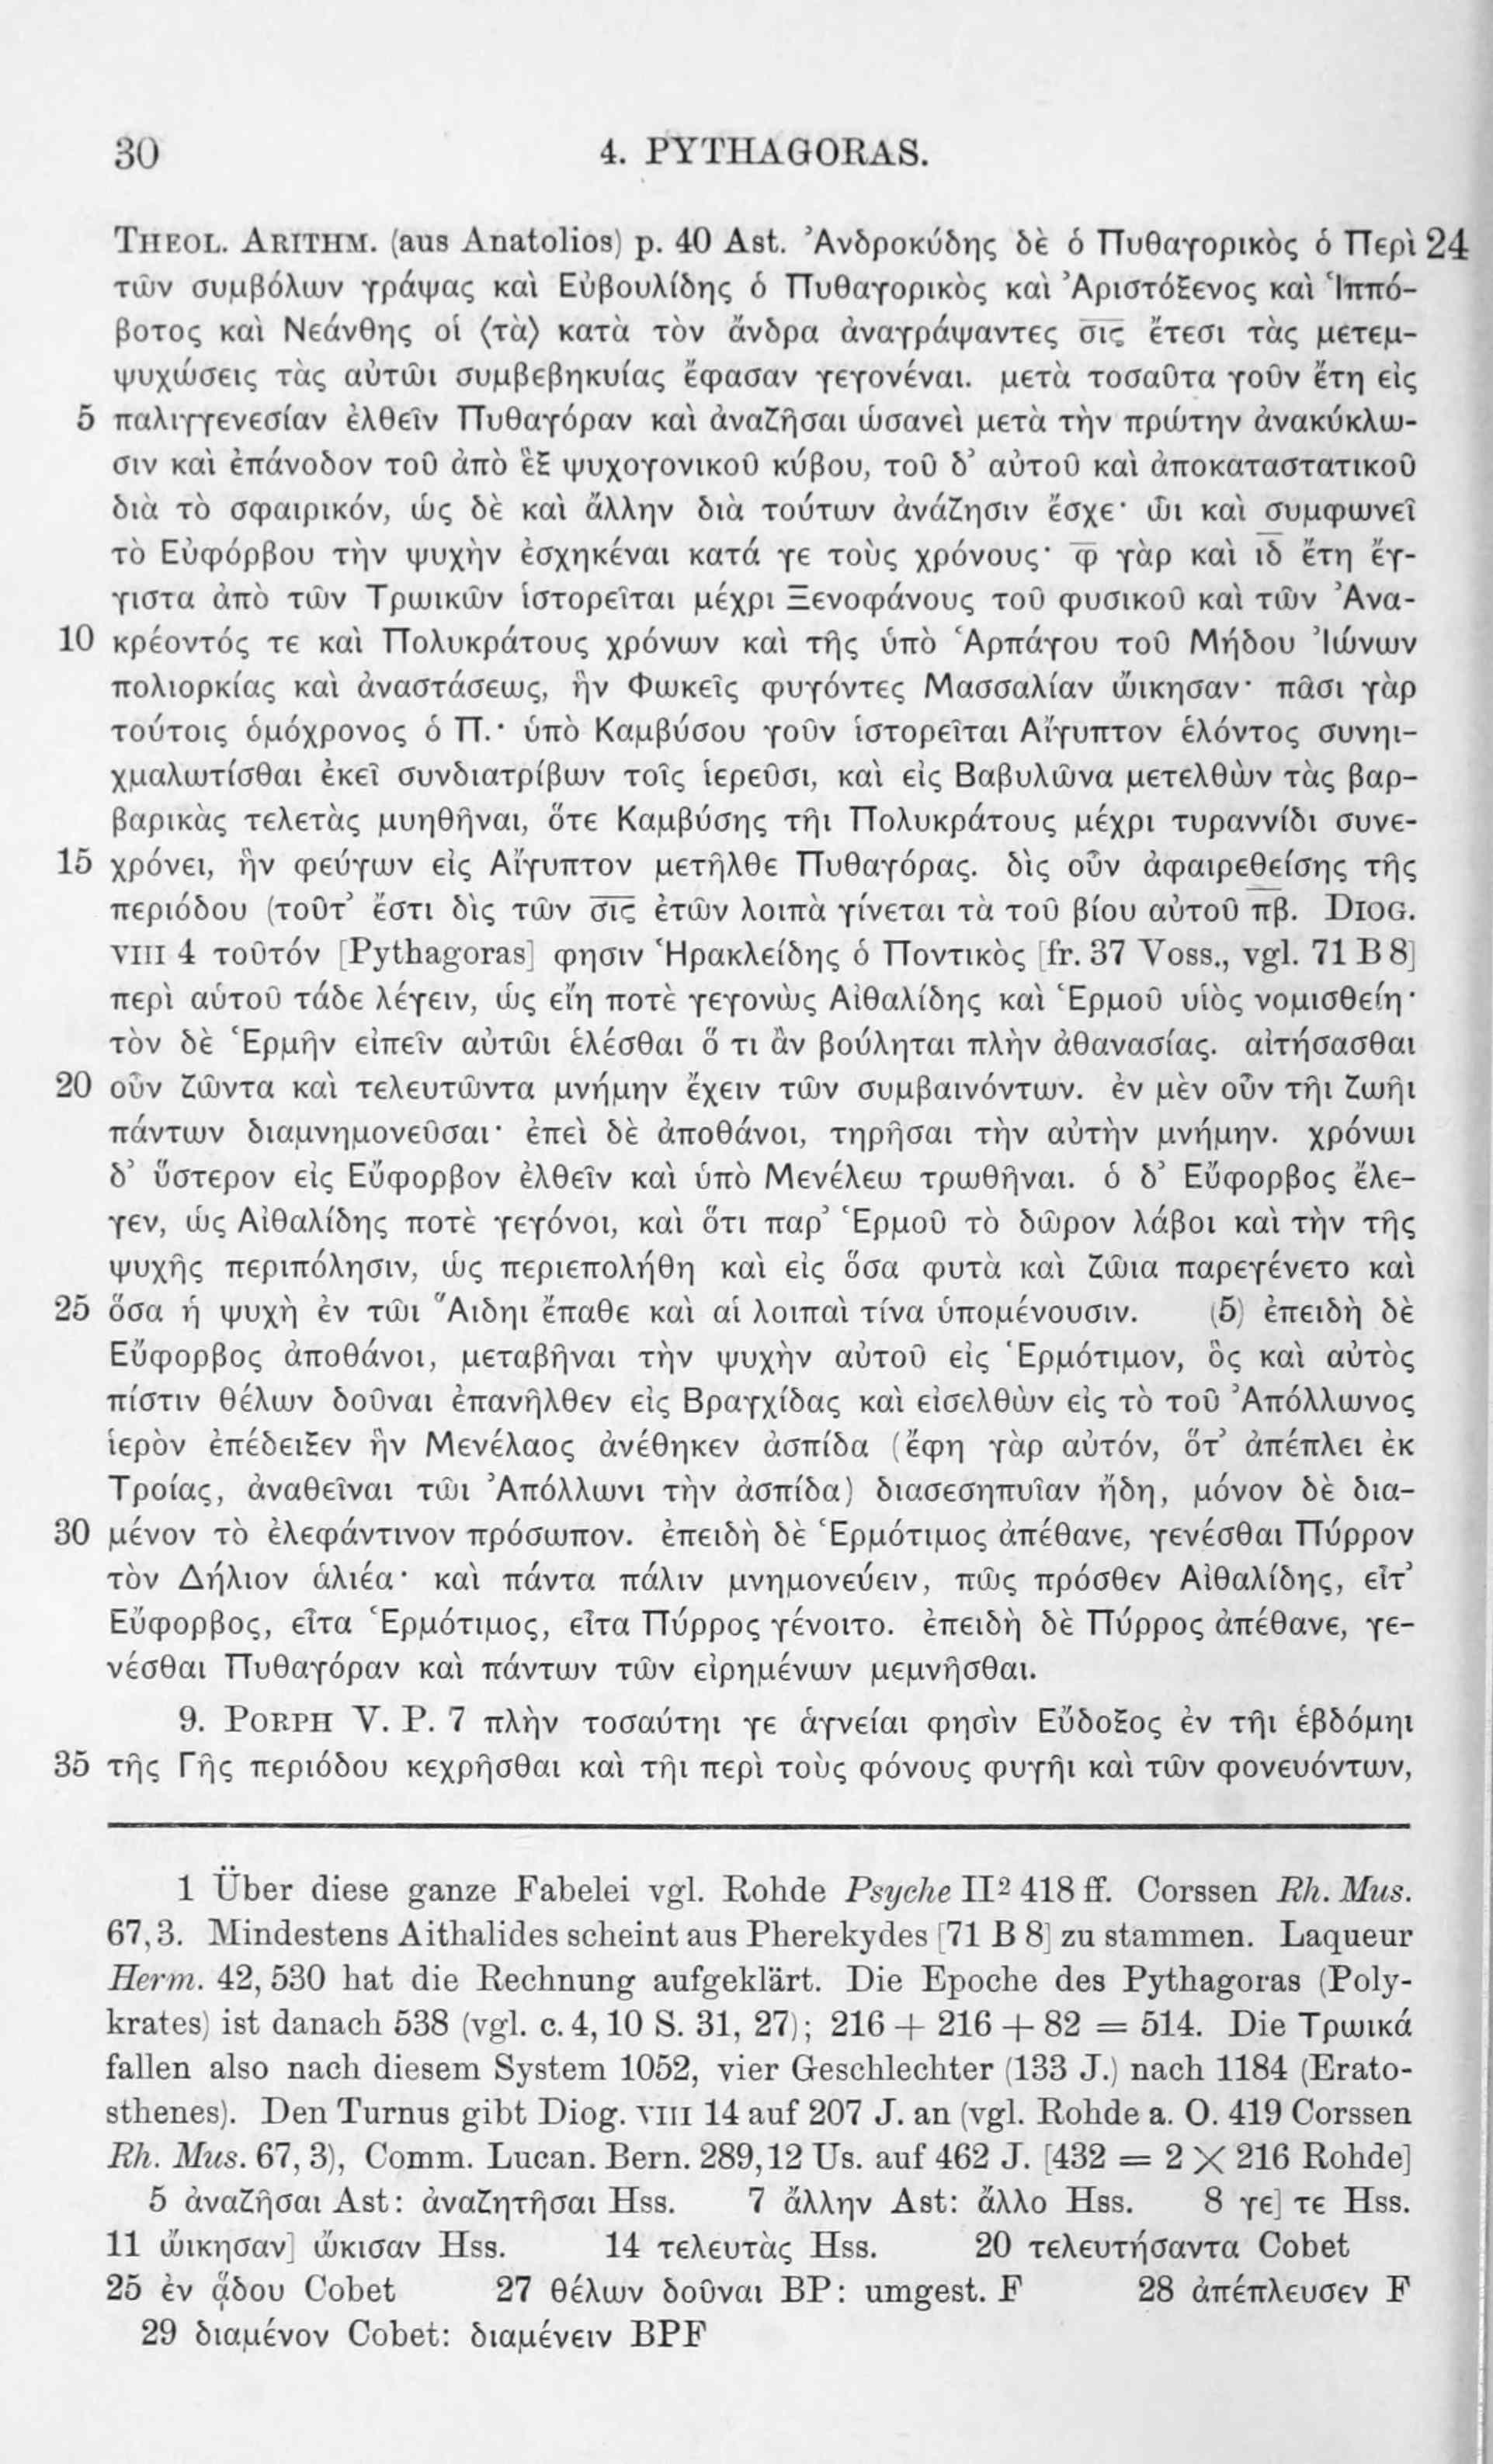 30 4. PYTHAGORAS.
THEOL. ARITHM. (aus Anatolios) p. 40 Ast. Ἀνδροκύδης δὲ ὁ Πυθαγορικὸς ὁ Περὶ 24
τῶν συμβόλων γράψας καὶ Εὐβουλίδης ὁ Πυθαγορικὸς καὶ Ἀριστόξενος καὶ Ἱππό-
βοτος καὶ Νεάνθης οἱ ⟨τὰ⟩ κατὰ τὸν ἄνδρα ἀναγράψαντες σ̅ι̅ς̅ ἔτεσι τὰς μετεμ-
ψυχώσεις τὰς αὐτῶι συμβεβηκυίας ἔφασαν γεγονέναι. μετὰ τοσαῦτα γοῦν ἔτη εἰς
5 παλιγγενεσίαν ἐλθεῖν Πυθαγόραν καὶ ἀναζῆσαι ὡσανεὶ μετὰ τὴν πρώτην ἀνακύκλω-
σιν καὶ ἐπάνοδον τοῦ ἀπὸ ἓξ ψυχογονικοῦ κύβου, τοῦ δ’ αὐτοῦ καὶ ἀποκαταστατικοῦ
διὰ τὸ σφαιρικόν, ὡς δὲ καὶ ἄλλην διὰ τούτων ἀνάζησιν ἔσχε· ὧι καὶ συμφωνεῖ
τὸ Εὐφόρβου τὴν ψυχὴν ἐσχηκέναι κατά γε τοὺς χρόνους· φ̅ γὰρ καὶ ι̅δ̅ ἔτη ἔγ-
γιστα ἀπὸ τῶν Τρωικῶν ἱστορεῖται μέχρι Ξενοφάνους τοῦ φυσικοῦ καὶ τῶν Ἀνα-
10 κρέοντός τε καὶ Πολυκράτους χρόνων καὶ τῆς ὑπὸ Ἁρπάγου τοῦ Μήδου Ἰώνων
πολιορκίας καὶ ἀναστάσεως, ἣν Φωκεῖς φυγόντες Μασσαλίαν ὤικησαν· πᾶσι γὰρ
τούτοις ὁμόχρονος ὁ Π.· ὑπὸ Καμβύσου γοῦν ἱστορεῖται Αἴγυπτον ἑλόντος συνηι-
χμαλωτίσθαι ἐκεῖ συνδιατρίβων τοῖς ἱερεῦσι, καὶ εἰς Βαβυλῶνα μετελθὼν τὰς βαρ-
βαρικὰς τελετὰς μυηθῆναι, ὅτε Καμβύσης τῆι Πολυκράτους μέχρι τυραννίδι συνε-
15 χρόνει, ἣν φεύγων εἰς Αἴγυπτον μετῆλθε Πυθαγόρας. δὶς οὖν ἀφαιρεθείσης τῆς
περιόδου (τοῦτ’ ἔστι δὶς τῶν σ̅ι̅ς̅ ἐτῶν λοιπὰ γίνεται τὰ τοῦ βίου αὐτοῦ π̅β̅. DIOG.
VIII 4 τοῦτόν [Pythagoras] φησιν Ἡρακλείδης ὁ Ποντικὸς [fr. 37 Voss., vgl. 71 B 8]
περὶ αὑτοῦ τάδε λέγειν, ὡς εἴη ποτὲ γεγονὼς Αἰθαλίδης καὶ Ἑρμοῦ υἱὸς νομισθείη·
τὸν δὲ Ἑρμῆν εἰπεῖν αὐτῶι ἑλέσθαι ὅ τι ἂν βούληται πλὴν ἀθανασίας. αἰτήσασθαι
20 οὖν ζῶντα καὶ τελευτῶντα μνήμην ἔχειν τῶν συμβαινόντων. ἐν μὲν οὖν τῆι ζωῆι
πάντων διαμνημονεῦσαι· ἐπεὶ δὲ ἀποθάνοι, τηρῆσαι τὴν αὐτὴν μνήμην. χρόνωι
δ’ ὕστερον εἰς Εὔφορβον ἐλθεῖν καὶ ὑπὸ Μενέλεω τρωθῆναι. ὁ δ’ Εὔφορβος ἔλε-
γεν, ὡς Αἰθαλίδης ποτὲ γεγόνοι, καὶ ὅτι παρ’ Ἑρμοῦ τὸ δῶρον λάβοι καὶ τὴν τῆς
ψυχῆς περιπόλησιν, ὡς περιεπολήθη καὶ εἰς ὅσα φυτὰ καὶ ζῶια παρεγένετο καὶ
25 ὅσα ἡ ψυχὴ ἐν τῶι Ἅιδηι ἔπαθε καὶ αἱ λοιπαὶ τίνα ὑπομένουσιν. (5) ἐπειδὴ δὲ
Εὔφορβος ἀποθάνοι, μεταβῆναι τὴν ψυχὴν αὐτοῦ εἰς Ἑρμότιμον, ὃς καὶ αὐτὸς
πίστιν θέλων δοῦναι ἐπανῆλθεν εἰς Βραγχίδας καὶ εἰσελθὼν εἰς τὸ τοῦ Ἀπόλλωνος
ἱερὸν ἐπέδειξεν ἣν Μενέλαος ἀνέθηκεν ἀσπίδα (ἔφη γὰρ αὐτόν, ὅτ’ ἀπέπλει ἐκ
Τροίας, ἀναθεῖναι τῶι Ἀπόλλωνι τὴν ἀσπίδα) διασεσηπυῖαν ἤδη, μόνον δὲ δια-
30 μένον τὸ ἐλεφάντινον πρόσωπον. ἐπειδὴ δὲ Ἑρμότιμος ἀπέθανε, γενέσθαι Πύρρον
τὸν Δήλιον ἁλιέα· καὶ πάντα πάλιν μνημονεύειν, πῶς πρόσθεν Αἰθαλίδης, εἶτ’
Εὔφορβος, εἶτα Ἑρμότιμος, εἶτα Πύρρος γένοιτο. ἐπειδὴ δὲ Πύρρος ἀπέθανε, γε-
νέσθαι Πυθαγόραν καὶ πάντων τῶν εἰρημένων μεμνῆσθαι.
9. PORPH V. P. 7 πλὴν τοσαύτηι γε ἁγνείαι φησὶν Εὔδοξος ἐν τῆι ἑβδόμηι
35 τῆς Γῆς περιόδου κεχρῆσθαι καὶ τῆι περὶ τοὺς φόνους φυγῆι καὶ τῶν φονευόντων,
1 Über diese ganze Fabelei vgl. Rohde Psyche II² 418 ff. Corssen Rh. Mus.
67, 3. Mindestens Aithalides scheint aus Pherekydes [71 B 8] zu stammen. Laqueur
Herm. 42, 530 hat die Rechnung aufgeklärt. Die Epoche des Pythagoras (Poly-
krates) ist danach 538 (vgl. c. 4, 10 S. 31, 27); 216 + 216 + 82 = 514. Die Τρωικά
fallen also nach diesem System 1052, vier Geschlechter (133 J.) nach 1184 (Erato-
sthenes). Den Turnus gibt Diog. VIII 14 auf 207 J. an (vgl. Rohde a. O. 419 Corssen
Rh. Mus. 67, 3), Comm. Lucan. Bern. 289, 12 Us. auf 462 J. [432 = 2 × 216 Rohde]
5 ἀναζῆσαι Ast: ἀναζητῆσαι Hss. 7 ἄλλην Ast: ἄλλο Hss. 8 γε] τε Hss.
11 ὤικησαν] ὤκισαν Hss. 14 τελευτὰς Hss. 20 τελευτήσαντα Cobet
25 ἐν ᾅδου Cobet 27 θέλων δοῦναι BP: umgest. F 28 ἀπέπλευσεν F
29 διαμένον Cobet: διαμένειν BPF